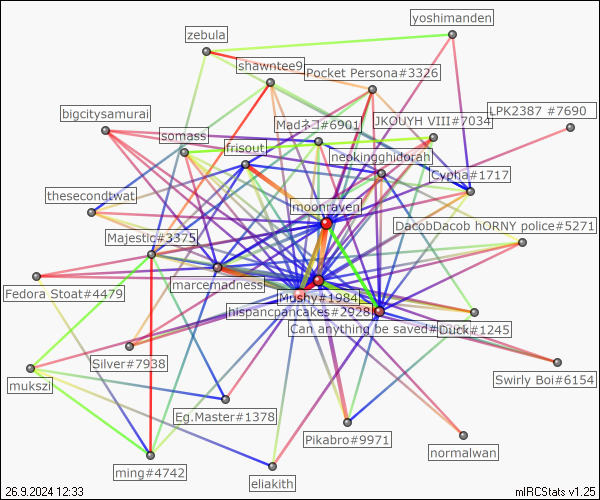 yoshimanden
zebula
shawntee9
Pocket Persona#3326
bigcitysamurai
LPK2387 #7690
Madネコ#6901
JKOUYH VIII#7034
somass
frisout
neokingghidorah
Cypha#1717
thesecondtwat
moonraven
DacobDacob hORNY police#5271
Majestic#3375
marcemadness
Fedora Stoat#4479
Mushy#1984
hispancpancakes#2928
Can anything be saved#
Duck#1245
Silver#7938
Swirly Boi#6154
mukszi
Eg.Master#1378
Pikabro#9971
normalwan
ming#4742
eliakith
26.9.2024 12:33
mIRCStats v1.25